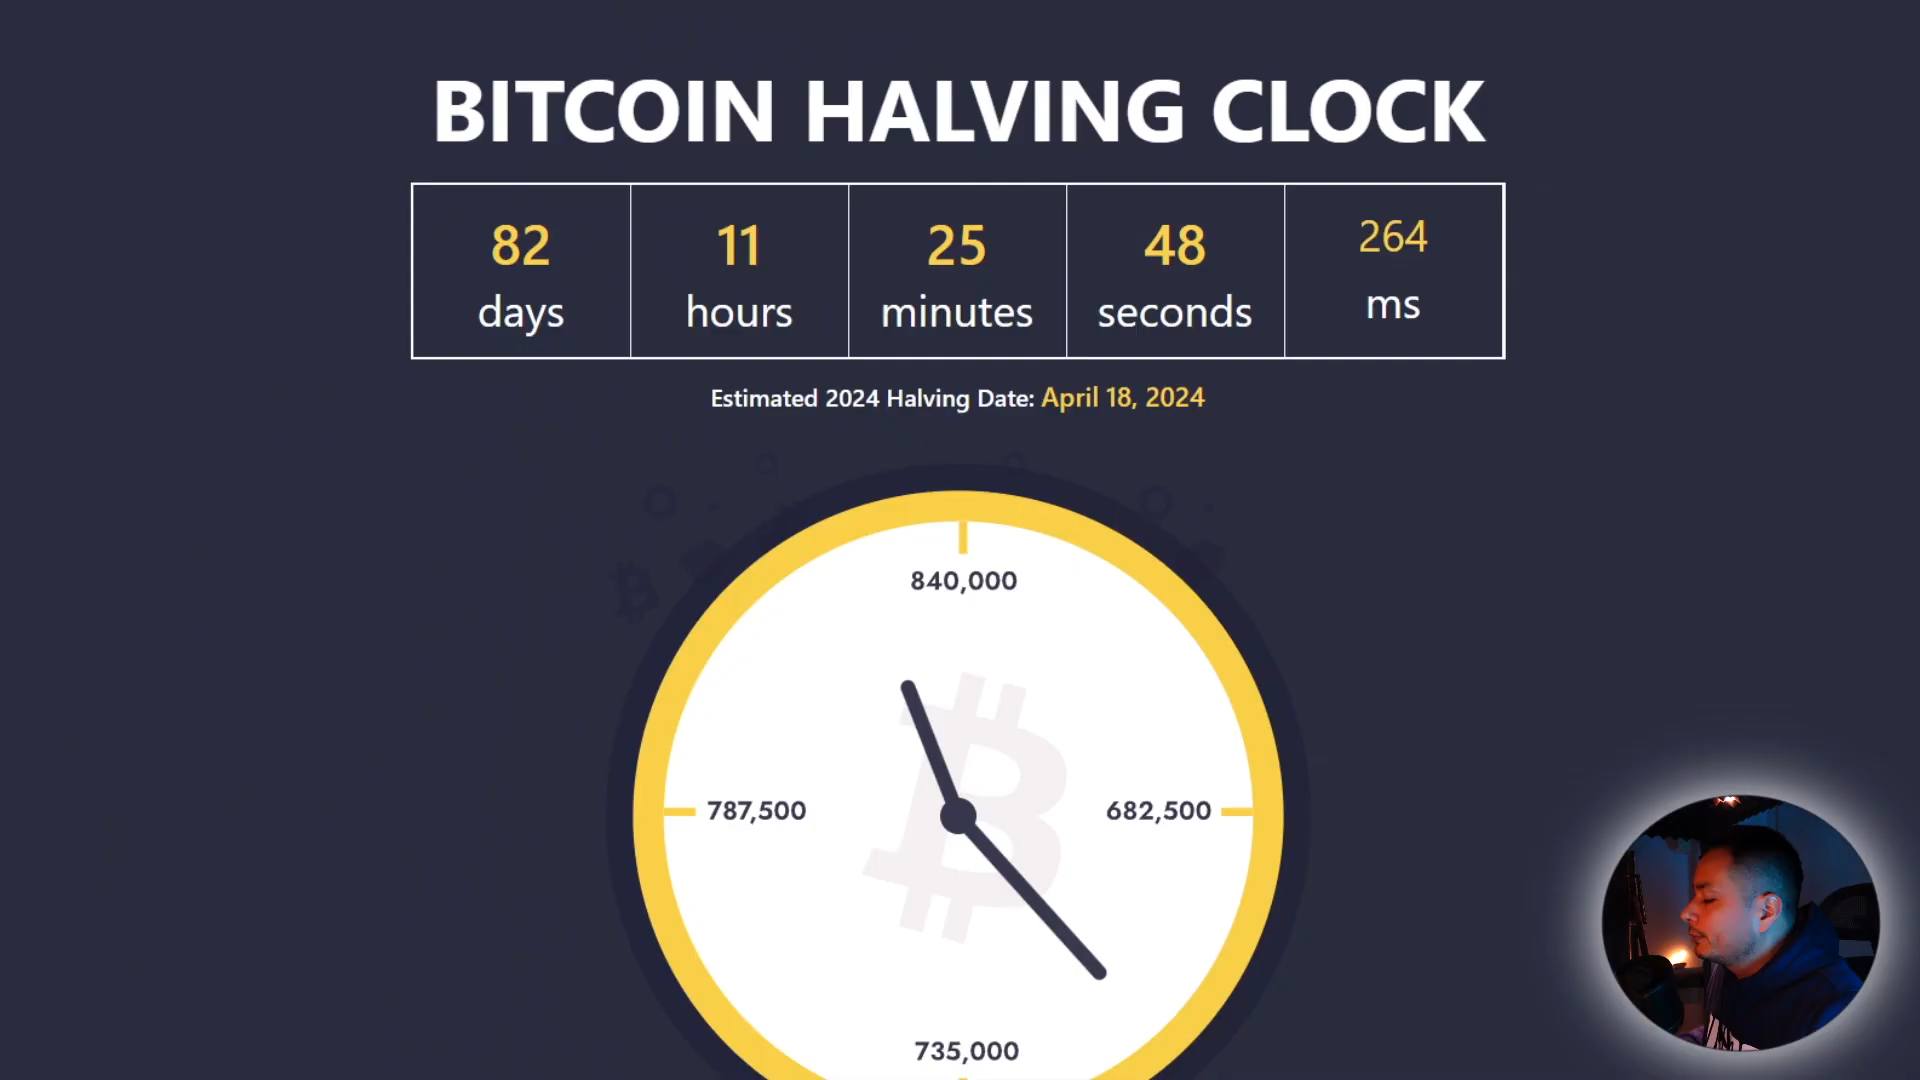 BITCOIN HALVING CLOCK
82 11 25 48 264
days hours minutes seconds ms
Estimated 2024 Halving Date: April 18, 2024
840,000
787,500 682,500
735,000